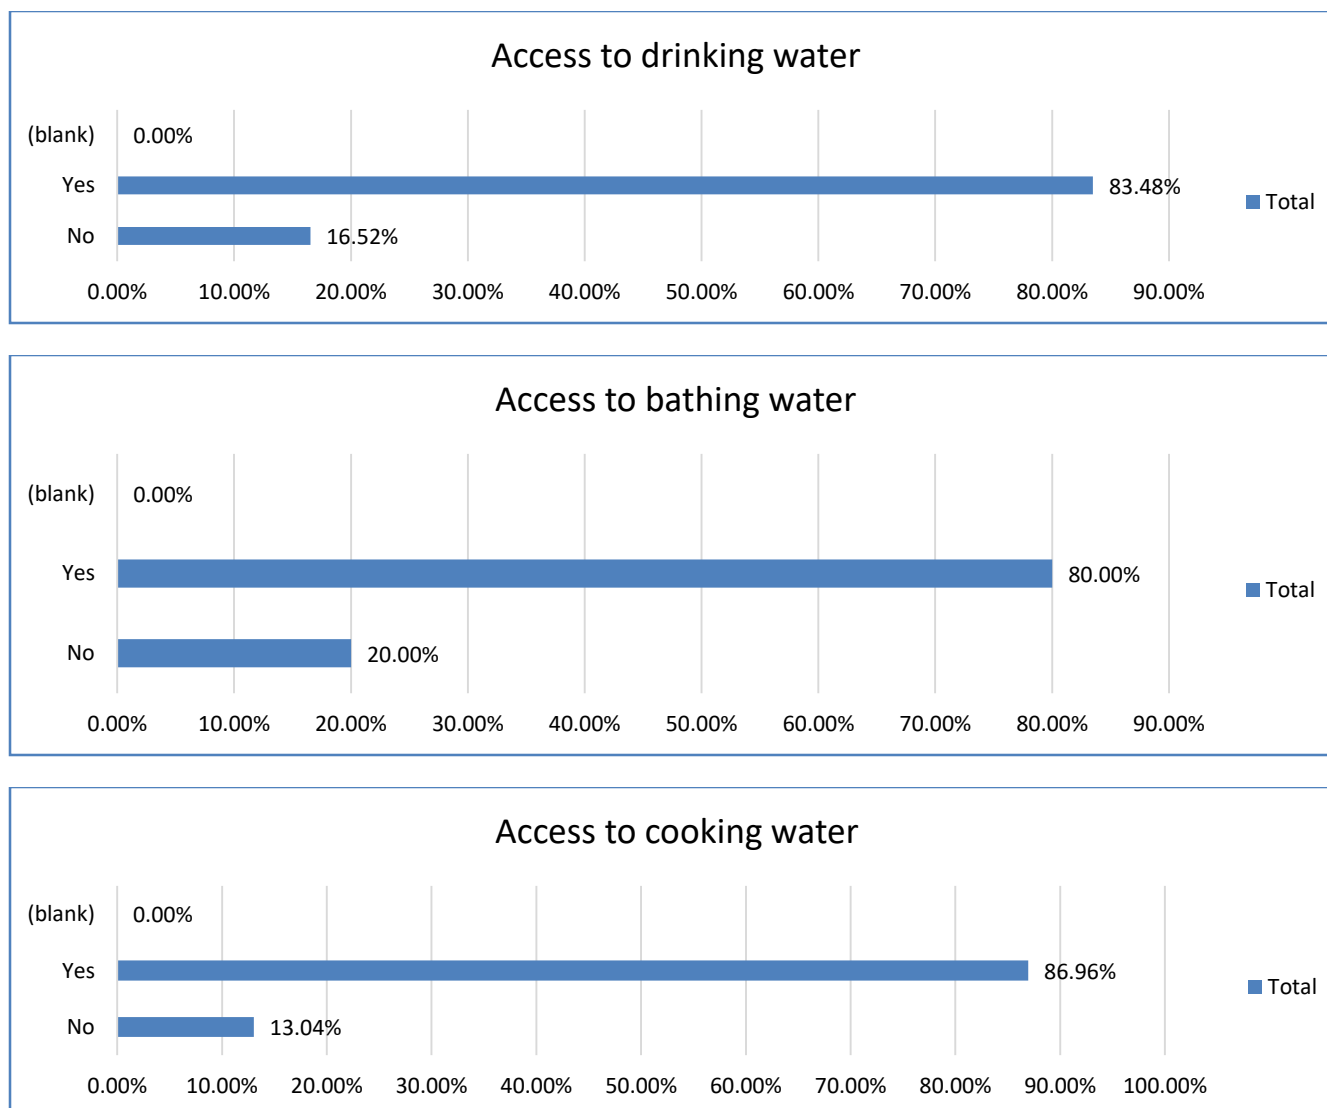 Access to drinking water
(blank) 0.00%
Yes 83.48%
Total
No 16.52%
0.00% 10.00% 20.00% 30.00% 40.00% 50.00% 60.00% 70.00% 80.00% 90.00%
Access to bathing water
(blank) 0.00%
Yes 80.00%
Total
No 20.00%
0.00% 10.00% 20.00% 30.00% 40.00% 50.00% 60.00% 70.00% 80.00% 90.00%
Access to cooking water
(blank) 0.00%
Yes 86.96%
Total
No 13.04%
0.00% 10.00% 20.00% 30.00% 40.00% 50.00% 60.00% 70.00% 80.00% 90.00% 100.00%